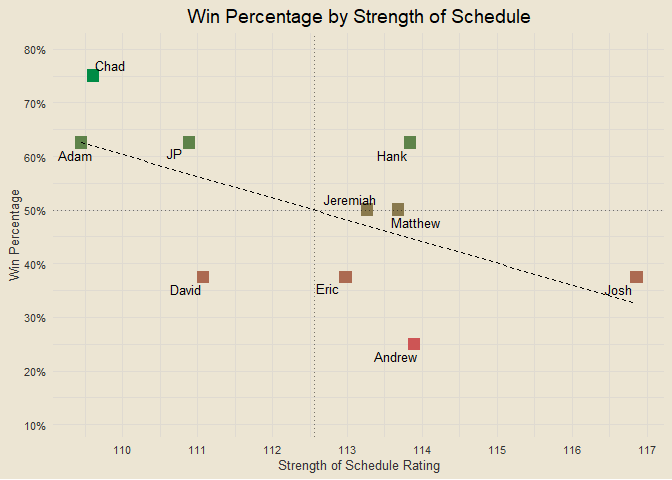 Win Percentage by Strength of Schedule
80%
70%
60%
50%
40%
30%
20%
10%
Win Percentage
Chad
Adam
JP
Hank
Jeremiah
Matthew
David
Eric
Josh
Andrew
110
111
112
113
114
115
116
117
Strength of Schedule Rating